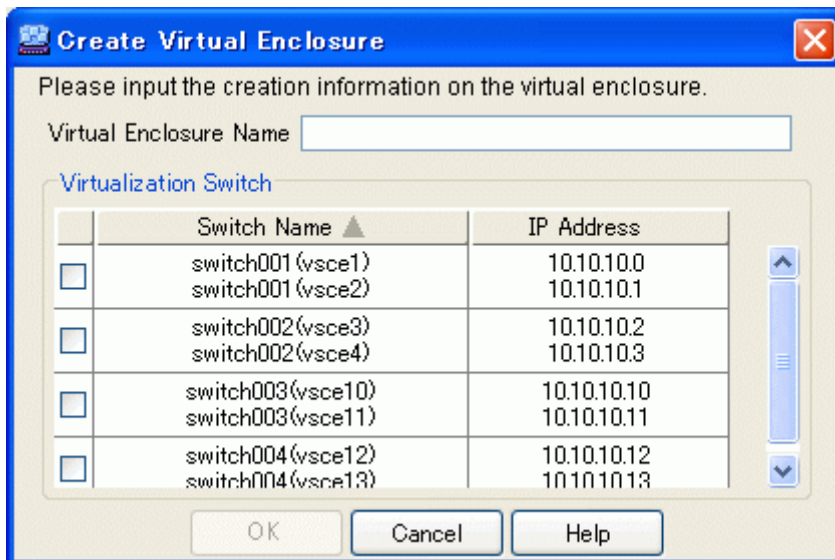 Create Virtual Enclosure
Please input the creation information on the virtual enclosure.
Virtual Enclosure Name
Virtualization Switch
Switch Name IP Address
switch001(vsce1) 10.10.10.0
switch001(vsce2) 10.10.10.1
switch002(vsce3) 10.10.10.2
switch002(vsce4) 10.10.10.3
switch003(vsce10) 10.10.10.10
switch003(vsce11) 10.10.10.11
switch004(vsce12) 10.10.10.12
switch004(vsce13) 10.10.10.13
OK Cancel Help